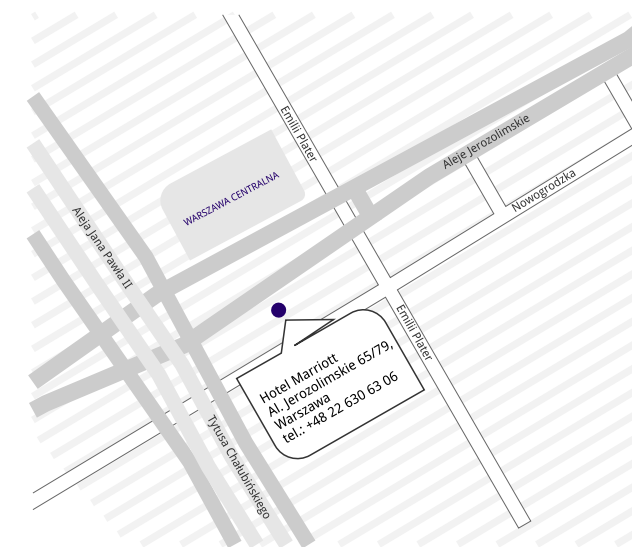 Emilii Plater
Aleje Jerozolimskie
WARSZAWA CENTRALNA
Nowogrodzka
Aleja Jana Pawła II
Emilii Plater
Hotel Marriott
Al. Jerozolimskie 65/79,
Warszawa
tel.: +48 22 630 63 06
Tytusa Chałubińskiego